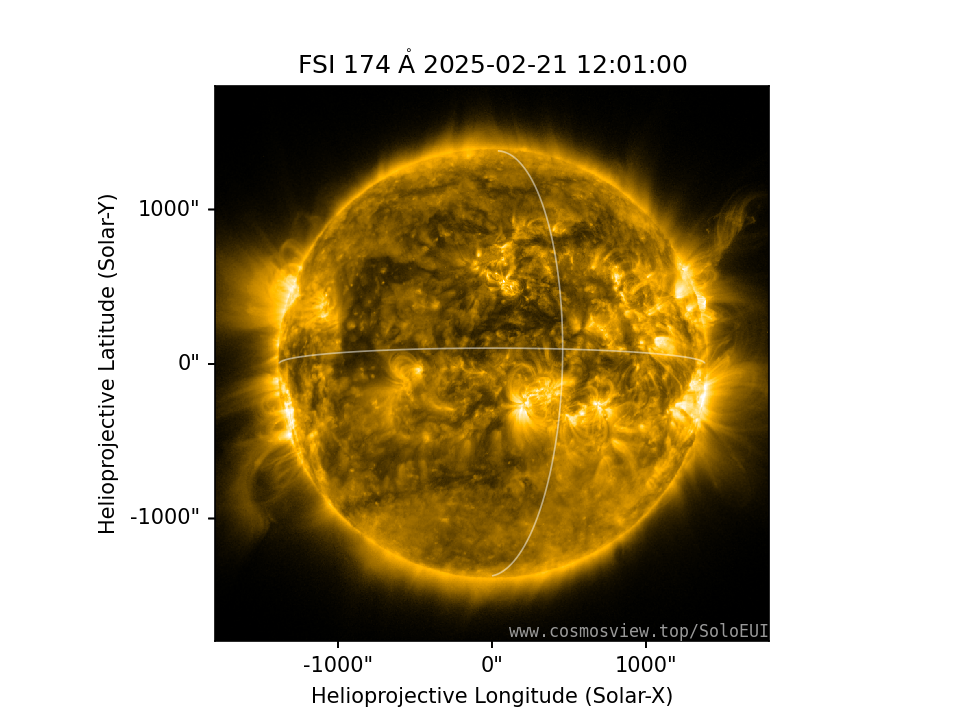 FSI 174 Å 2025-02-21 12:01:00
Helioprojective Latitude (Solar-Y)
1000"
0"
-1000"
www.cosmosview.top/SoloEUI
-1000" 0" 1000"
Helioprojective Longitude (Solar-X)